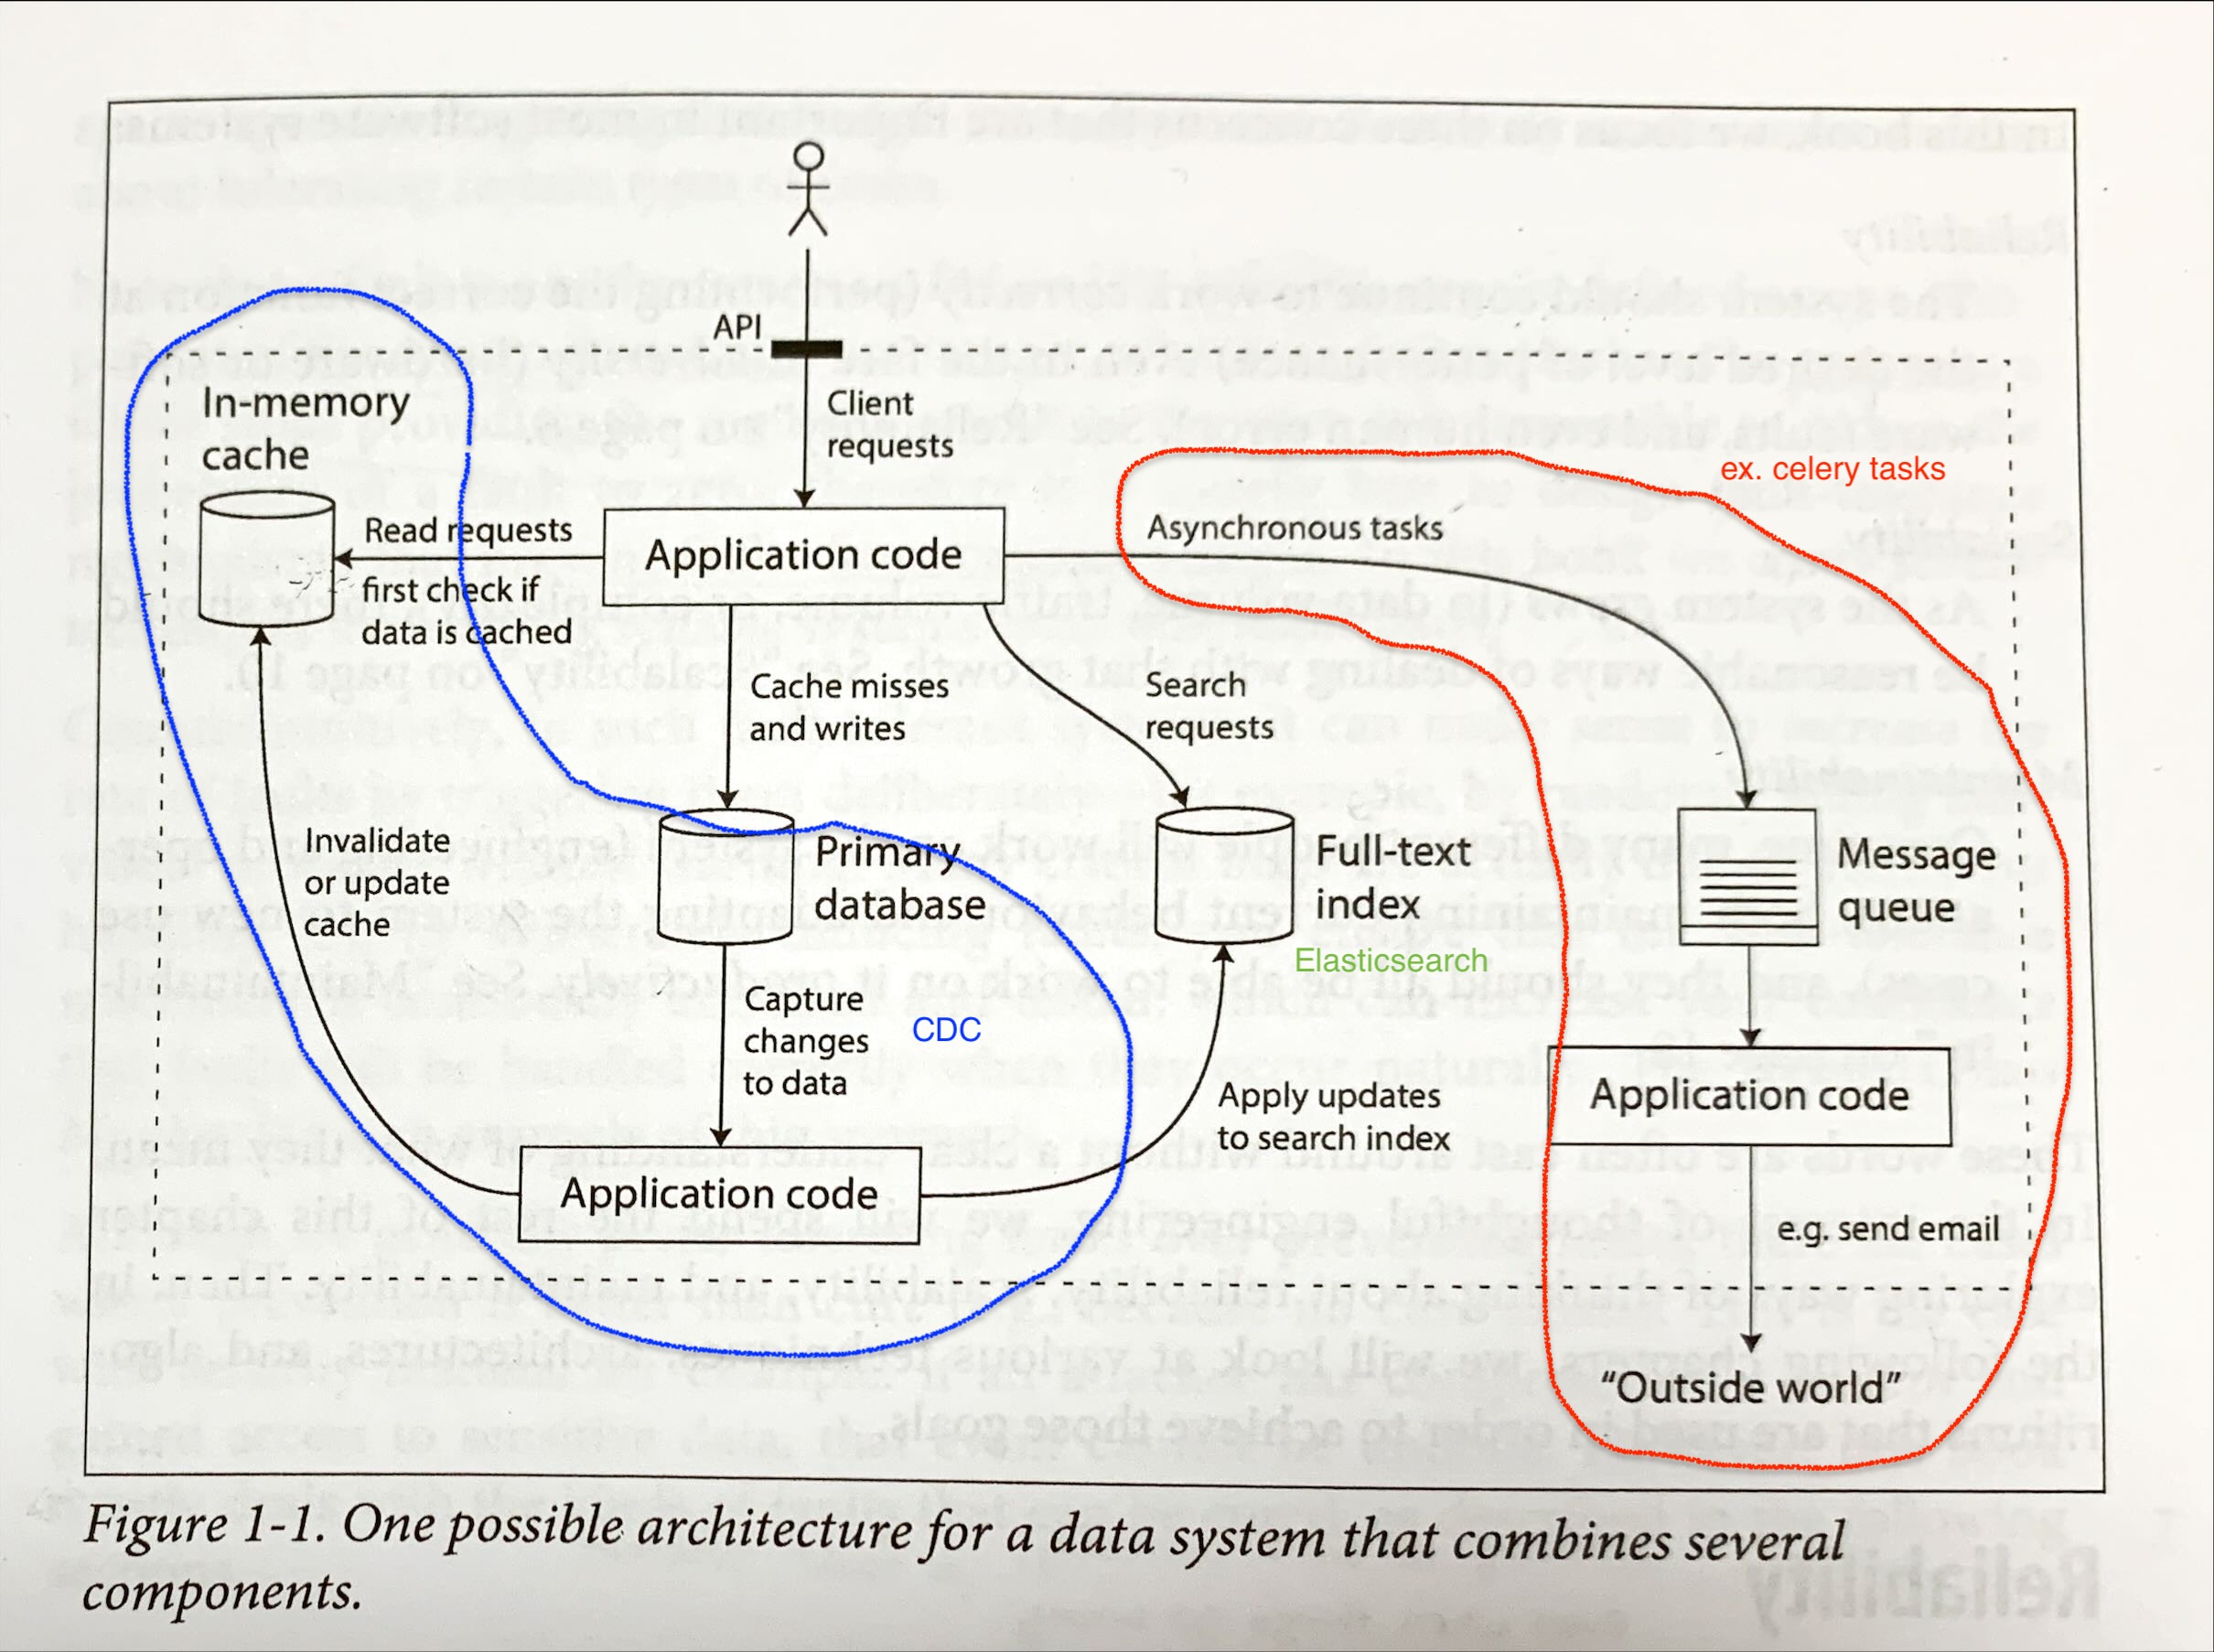 API
Client
requests
In-memory
cache
ex. celery tasks
Read requests
first check if
data is cached
Application code
Asynchronous tasks
Cache misses
and writes
Search
requests
Invalidate
or update
cache
Primary
database
Full-text
index
Elasticsearch
Message
queue
Capture
changes
to data
CDC
Apply updates
to search index
Application code
Application code
e.g. send email
“Outside world”
Figure 1-1. One possible architecture for a data system that combines several
components.